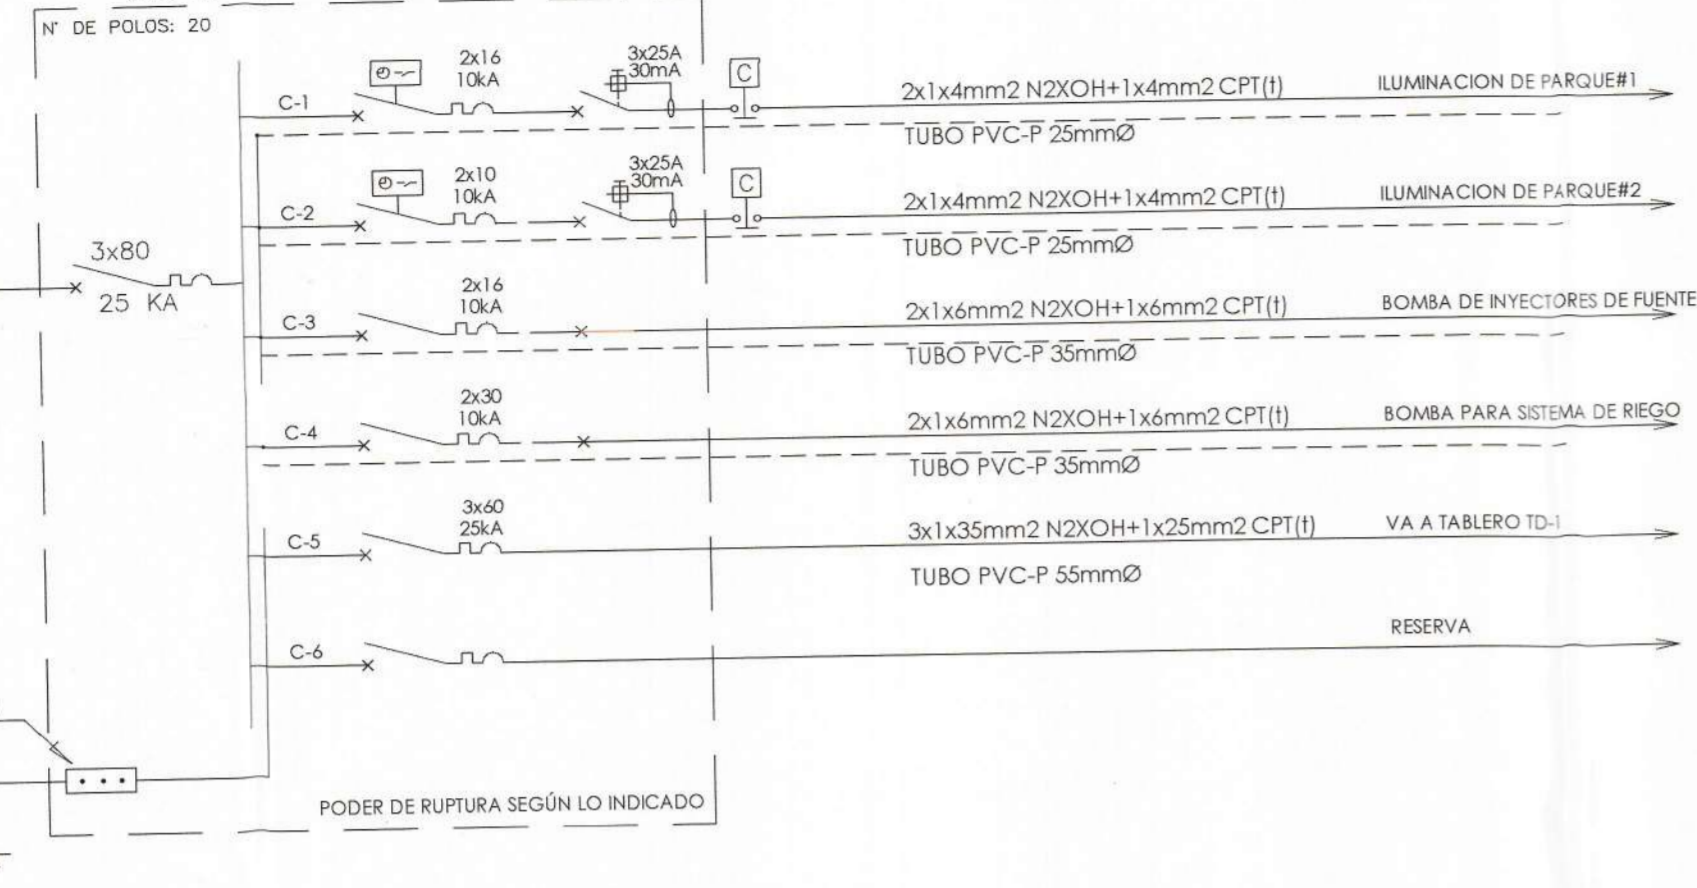 N° DE POLOS: 20
3x80
25 KA
C-1
2x16
10kA
3x25A
30mA
C
2x1x4mm2 N2XOH+1x4mm2 CPT(t)
ILUMINACION DE PARQUE#1
TUBO PVC-P 25mmØ
C-2
2x10
10kA
3x25A
30mA
C
2x1x4mm2 N2XOH+1x4mm2 CPT(t)
ILUMINACION DE PARQUE#2
TUBO PVC-P 25mmØ
C-3
2x16
10kA
2x1x6mm2 N2XOH+1x6mm2 CPT(t)
BOMBA DE INYECTORES DE FUENTE
TUBO PVC-P 35mmØ
C-4
2x30
10kA
2x1x6mm2 N2XOH+1x6mm2 CPT(t)
BOMBA PARA SISTEMA DE RIEGO
TUBO PVC-P 35mmØ
C-5
3x60
25kA
3x1x35mm2 N2XOH+1x25mm2 CPT(t)
VA A TABLERO TD-1
TUBO PVC-P 55mmØ
C-6
RESERVA
PODER DE RUPTURA SEGÚN LO INDICADO